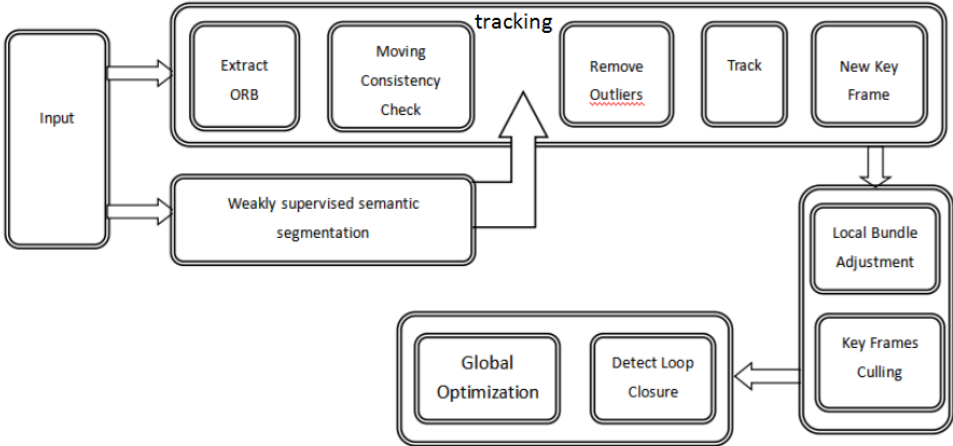 tracking
Input
Extract
ORB
Moving
Consistency
Check
Remove
Outliers
Track
New Key
Frame
Weakly supervised semantic
segmentation
Local Bundle
Adjustment
Key Frames
Culling
Detect Loop
Closure
Global
Optimization